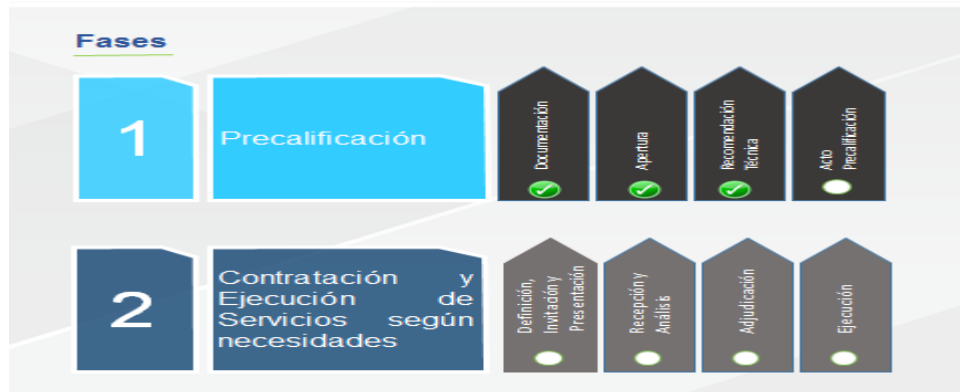 Fases
1
Precalificación
Documentación
Apertura
Recomendación
Técnica
Acto
Precalificación
2
Contratación y
Ejecución de
Servicios según
necesidades
Definición,
Invitación y
Presentación
Recepción y
Análisis
Adjudicación
Ejecución